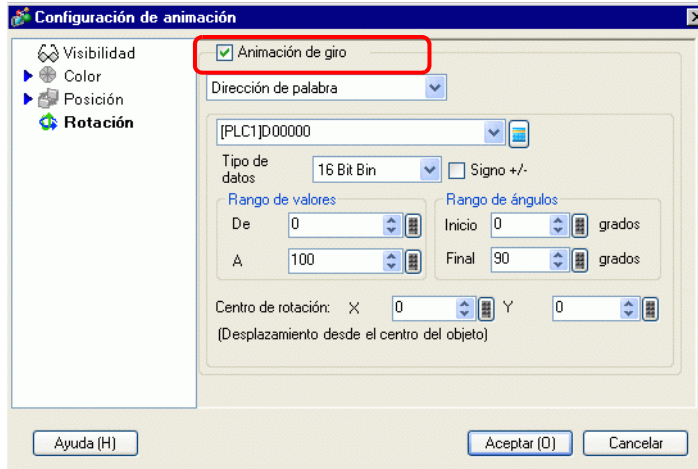 Configuración de animación
Visibilidad
Color
Posición
Rotación
Animación de giro
Dirección de palabra
[PLC1]D00000
Tipo de datos
16 Bit Bin
Signo +/-
Rango de valores
De 0
A 100
Rango de ángulos
Inicio 0 grados
Final 90 grados
Centro de rotación: X 0 Y 0
(Desplazamiento desde el centro del objeto)
Ayuda (H)
Aceptar (O)
Cancelar